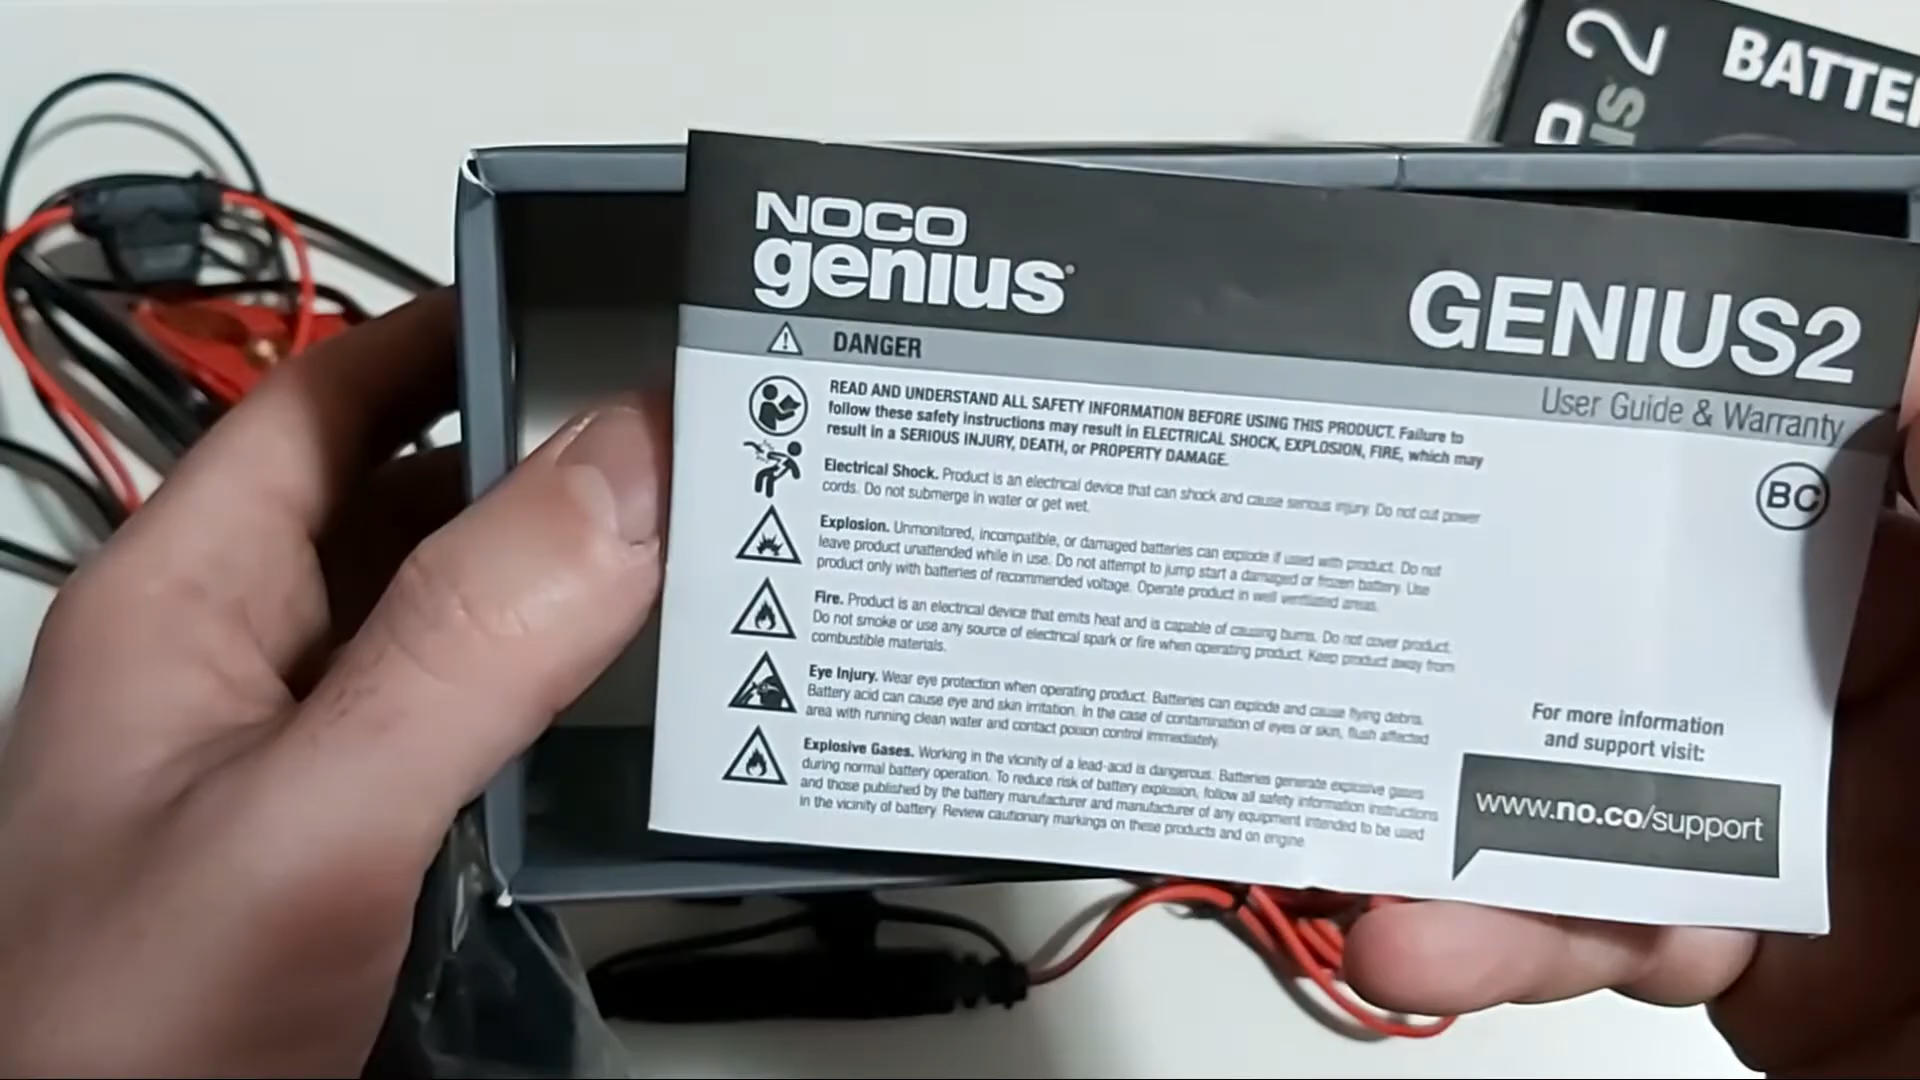 2
BATTE
us 2
NOCO
genius
GENIUS2
DANGER
User Guide & Warranty
READ AND UNDERSTAND ALL SAFETY INFORMATION BEFORE USING THIS PRODUCT. Failure to
follow these safety instructions may result in ELECTRICAL SHOCK, EXPLOSION, FIRE, which may
result in a SERIOUS INJURY, DEATH, or PROPERTY DAMAGE.
Electrical Shock. Product is an electrical device that can shock and cause serious injury. Do not cut power
cords. Do not submerge in water or get wet.
BC
Explosion. Unmonitored, incompatible, or damaged batteries can explode if used with product. Do not
leave product unattended while in use. Do not attempt to jump start a damaged or frozen battery. Use
product only with batteries of recommended voltage. Operate product in well ventilated areas.
Fire. Product is an electrical device that emits heat and is capable of causing burns. Do not cover product.
Do not smoke or use any source of electrical spark or fire when operating product. Keep product away from
combustible materials.
Eye Injury. Wear eye protection when operating product. Batteries can explode and cause flying debris.
Battery acid can cause eye and skin irritation. In the case of contamination of eyes or skin, flush affected
area with running clean water and contact poison control immediately.
Explosive Gases. Working in the vicinity of a lead-acid is dangerous. Batteries generate explosive gases
during normal battery operation. To reduce risk of battery explosion, follow all safety information instructions
and those published by the battery manufacturer and manufacturer of any equipment intended to be used
in the vicinity of battery. Review cautionary markings on these products and on engine.
For more information
and support visit:
www.no.co/support